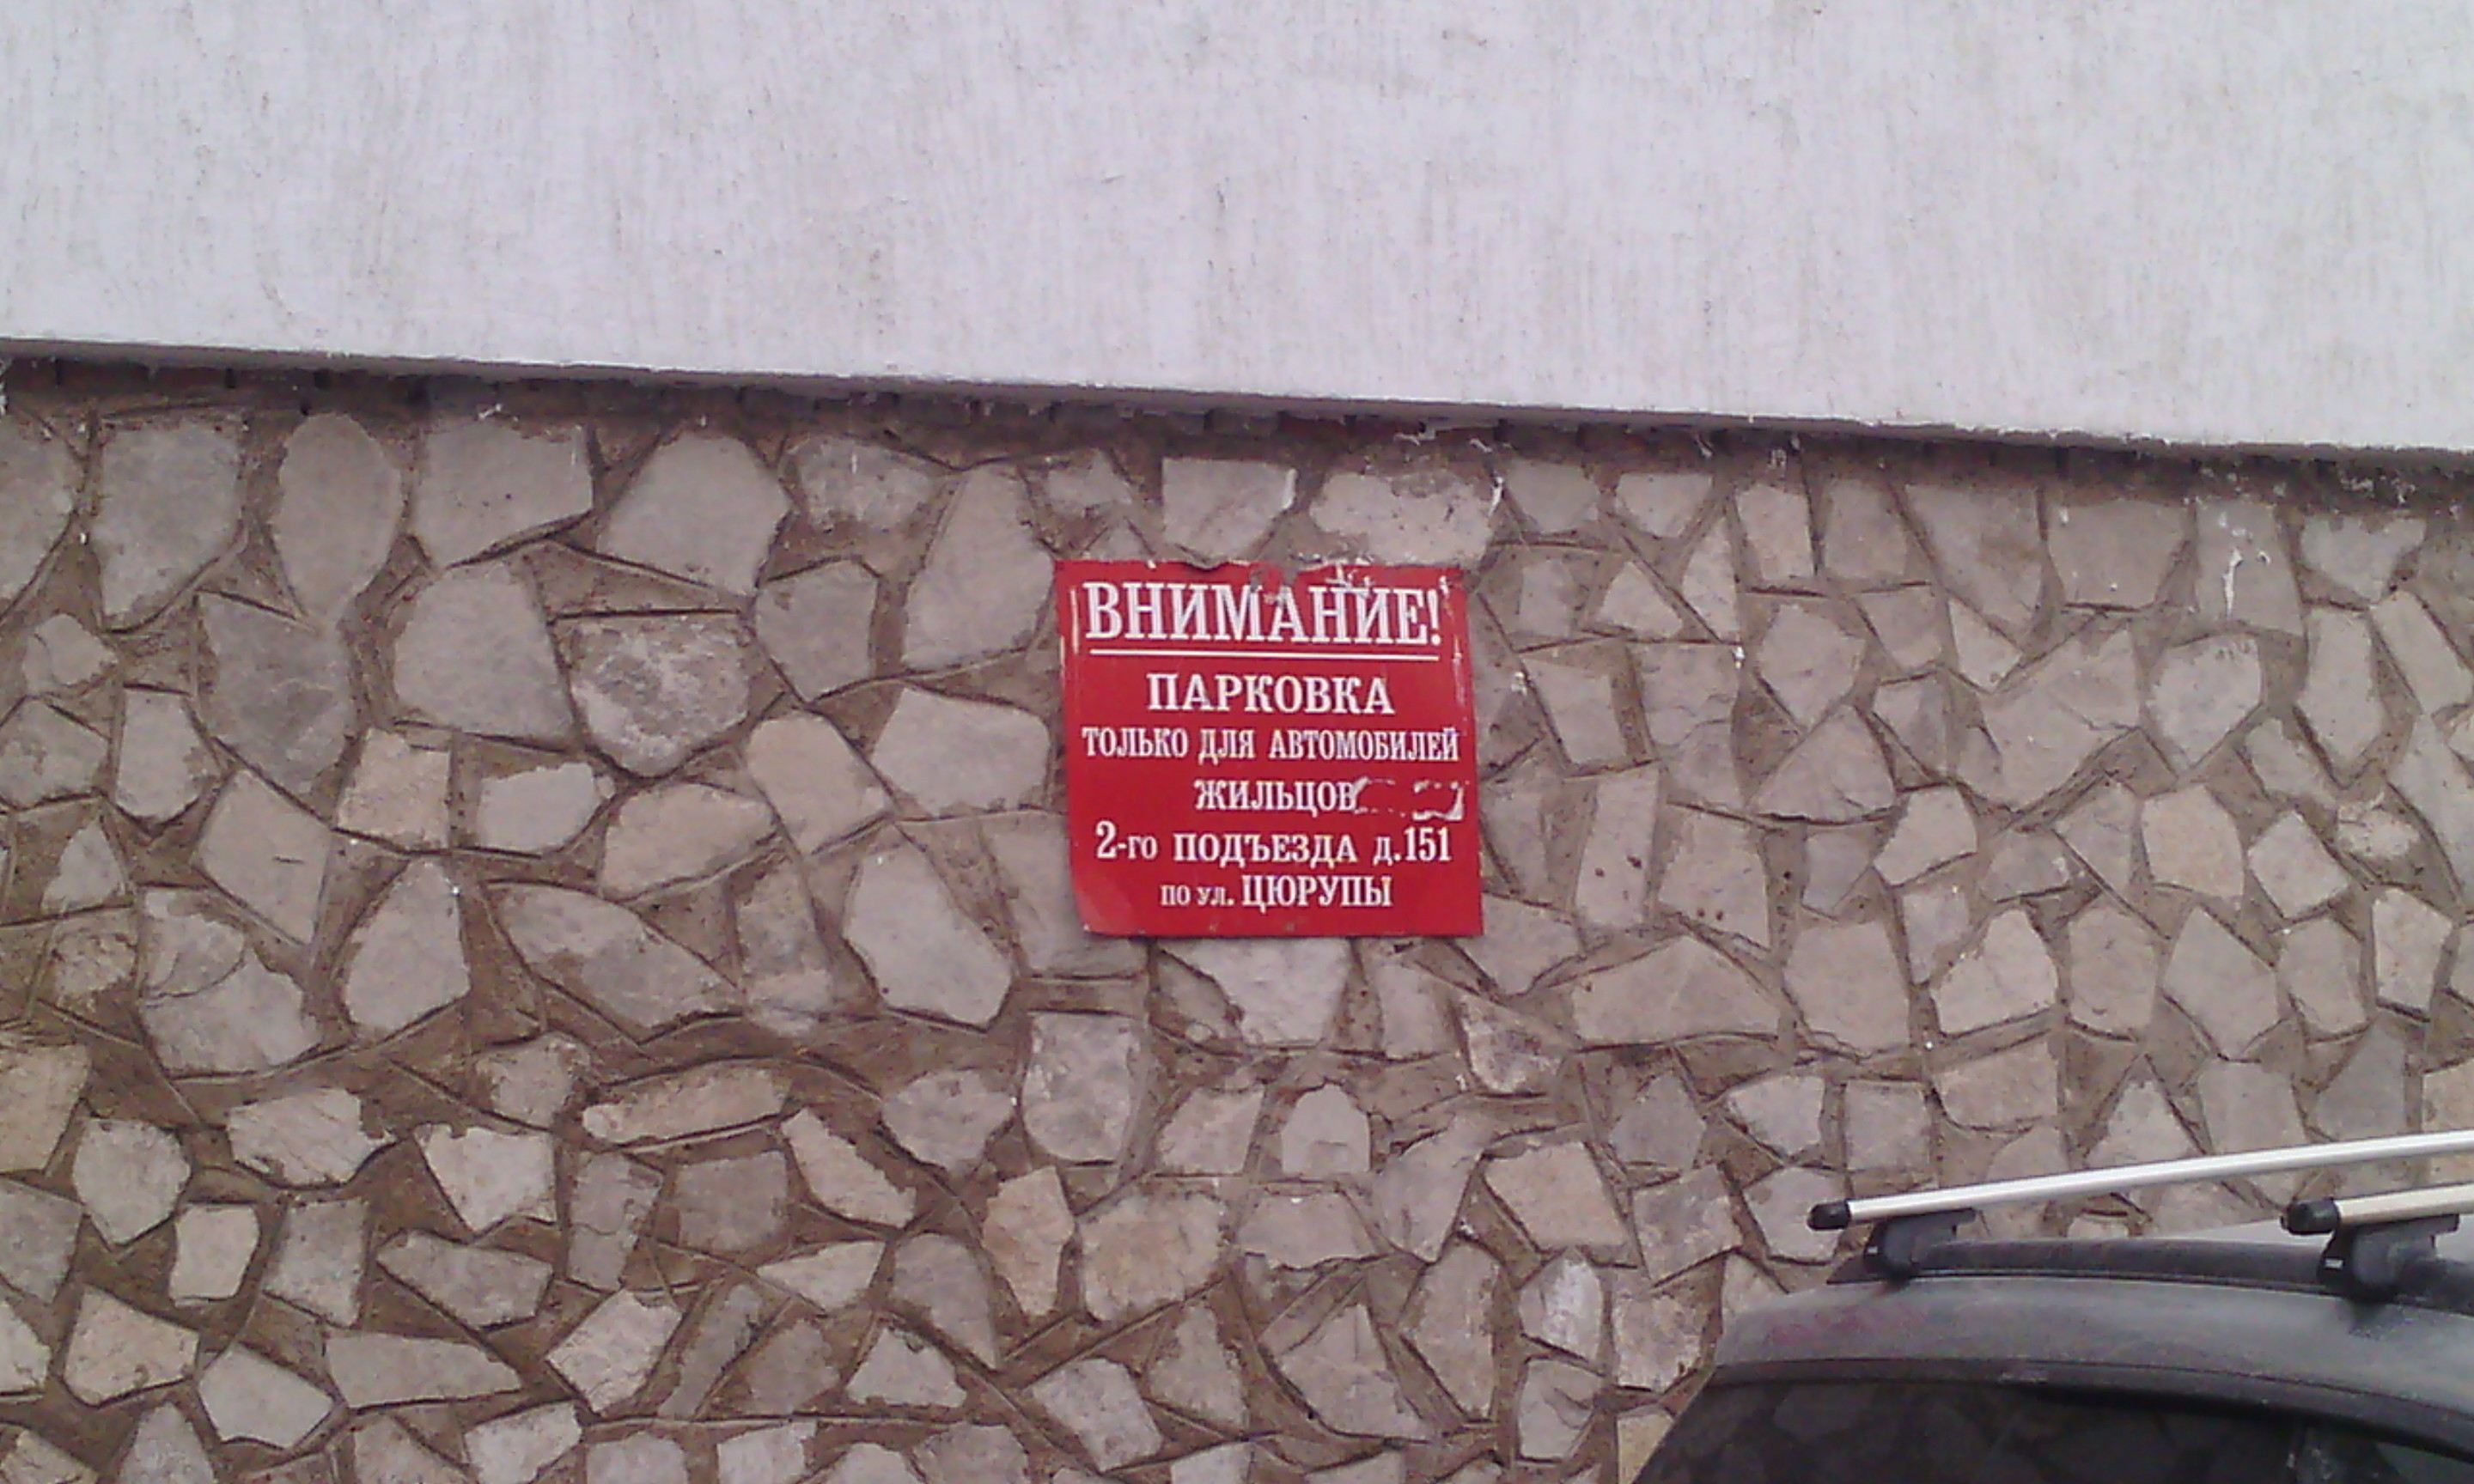 ВНИМАНИЕ!
ПАРКОВКА
ТОЛЬКО ДЛЯ АВТОМОБИЛЕЙ
ЖИЛЬЦОВ
2-го ПОДЪЕЗДА д.151
по ул. ЦЮРУПЫ